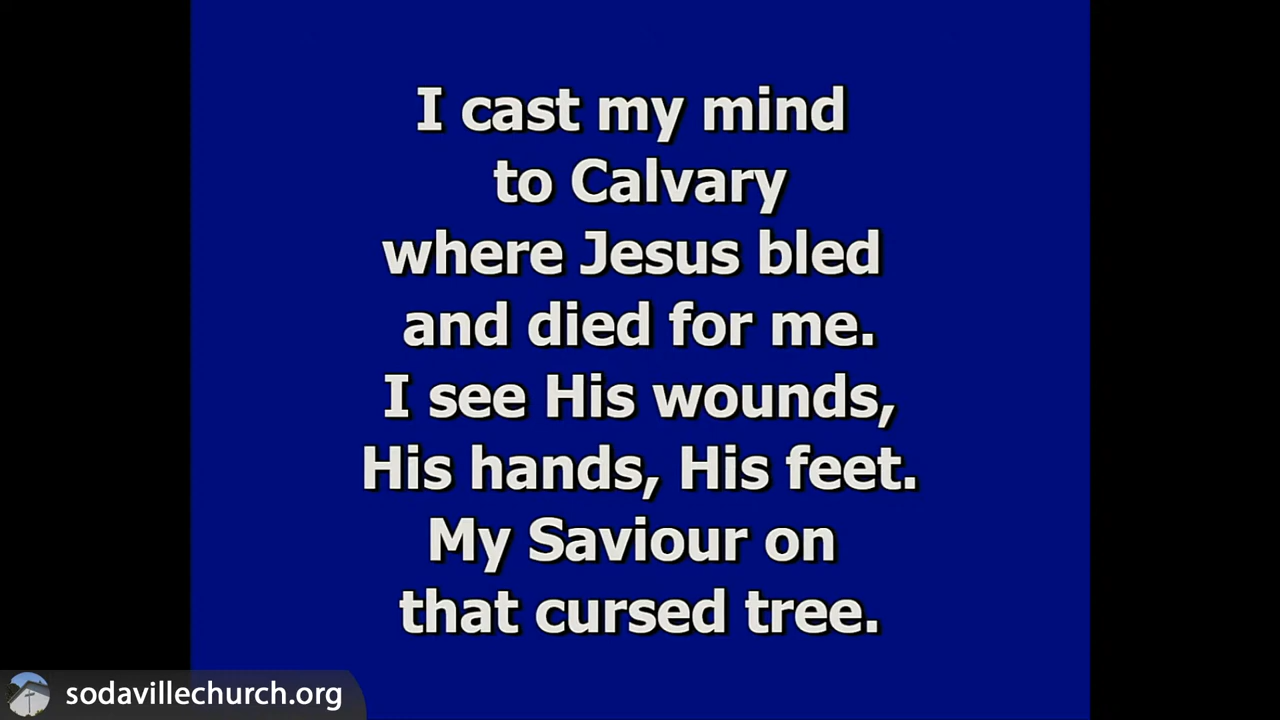 I cast my mind
to Calvary
where Jesus bled
and died for me.
I see His wounds,
His hands, His feet.
My Saviour on
that cursed tree.
sodavillechurch.org